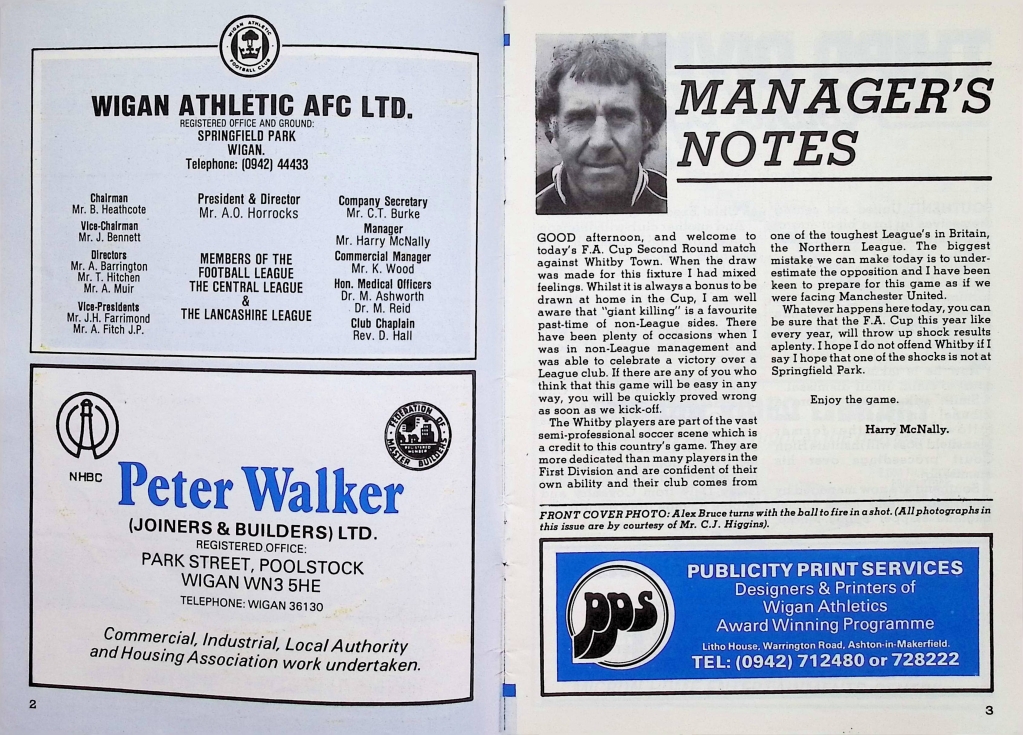 WIGAN ATHLETIC
FOOTBALL CLUB
WIGAN ATHLETIC AFC LTD.
REGISTERED OFFICE AND GROUND:
SPRINGFIELD PARK
WIGAN.
Telephone: (0942) 44433
Chairman
Mr. B. Heathcote
Vice-Chairman
Mr. J. Bennett
Directors
Mr. A. Barrington
Mr. T. Hitchen
Mr. A. Muir
Vice-Presidents
Mr. J.H. Farrimond
Mr. A. Fitch J.P.
President & Director
Mr. A.O. Horrocks
MEMBERS OF THE
FOOTBALL LEAGUE
THE CENTRAL LEAGUE
&
THE LANCASHIRE LEAGUE
Company Secretary
Mr. C.T. Burke
Manager
Mr. Harry McNally
Commercial Manager
Mr. K. Wood
Hon. Medical Officers
Dr. M. Ashworth
Dr. M. Reid
Club Chaplain
Rev. D. Hall
NHBC
FEDERATION OF
MASTER BUILDERS
Peter Walker
(JOINERS & BUILDERS) LTD.
REGISTERED OFFICE:
PARK STREET, POOLSTOCK
WIGAN WN3 5HE
TELEPHONE: WIGAN 36130
Commercial, Industrial, Local Authority
and Housing Association work undertaken.
2
MANAGER'S
NOTES
GOOD afternoon, and welcome to
today's F.A. Cup Second Round match
against Whitby Town. When the draw
was made for this fixture I had mixed
feelings. Whilst it is always a bonus to be
drawn at home in the Cup, I am well
aware that "giant killing" is a favourite
past-time of non-League sides. There
have been plenty of occasions when I
was in non-League management and
was able to celebrate a victory over a
League club. If there are any of you who
think that this game will be easy in any
way, you will be quickly proved wrong
as soon as we kick-off.
The Whitby players are part of the vast
semi-professional soccer scene which is
a credit to this country's game. They are
more dedicated than many players in the
First Division and are confident of their
own ability and their club comes from
one of the toughest League's in Britain,
the Northern League. The biggest
mistake we can make today is to under-
estimate the opposition and I have been
keen to prepare for this game as if we
were facing Manchester United.
Whatever happens here today, you can
be sure that the F.A. Cup this year like
every year, will throw up shock results
aplenty. I hope I do not offend Whitby if I
say I hope that one of the shocks is not at
Springfield Park.
Enjoy the game.
Harry McNally.
FRONT COVER PHOTO: Alex Bruce turns with the ball to fire in a shot. (All photographs in
this issue are by courtesy of Mr. C.J. Higgins).
pps
PUBLICITY PRINT SERVICES
Designers & Printers of
Wigan Athletics
Award Winning Programme
Litho House, Warrington Road, Ashton-in-Makerfield.
TEL: (0942) 712480 or 728222
3